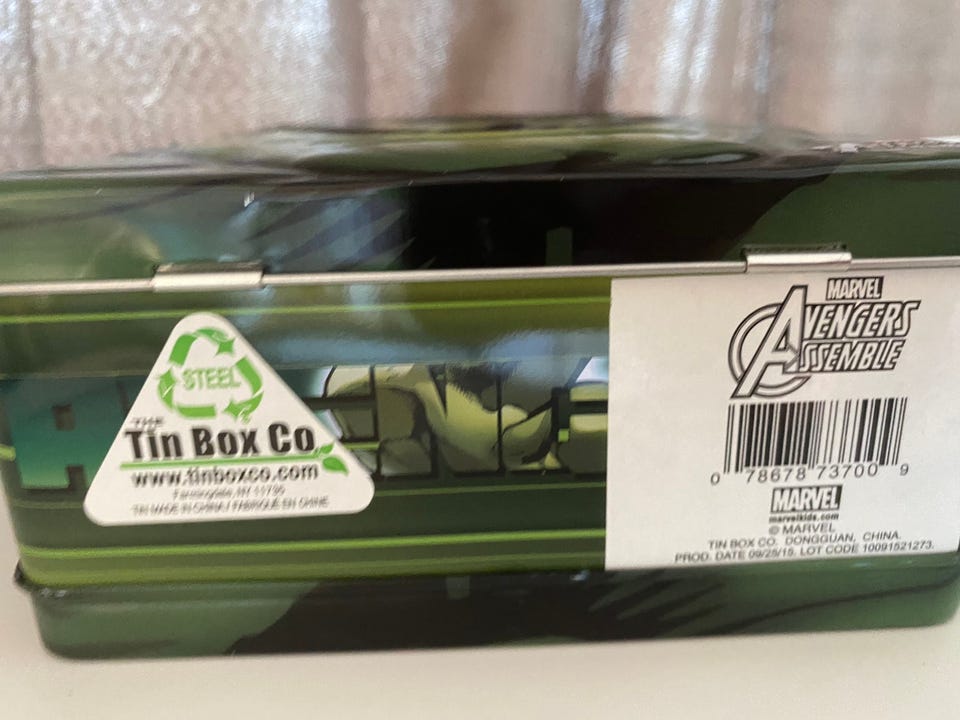 STEEL
THE
Tin Box Co
www.tinboxco.com
Farmingdale, NY 11735
TIN MADE IN CHINA / FABRIQUÉ EN CHINE
MARVEL
AVENGERS
ASSEMBLE
0 78678 73700 9
MARVEL
marvelkids.com
© MARVEL
TIN BOX CO. DONGGUAN, CHINA.
PROD. DATE 09/25/15. LOT CODE 10091521273.